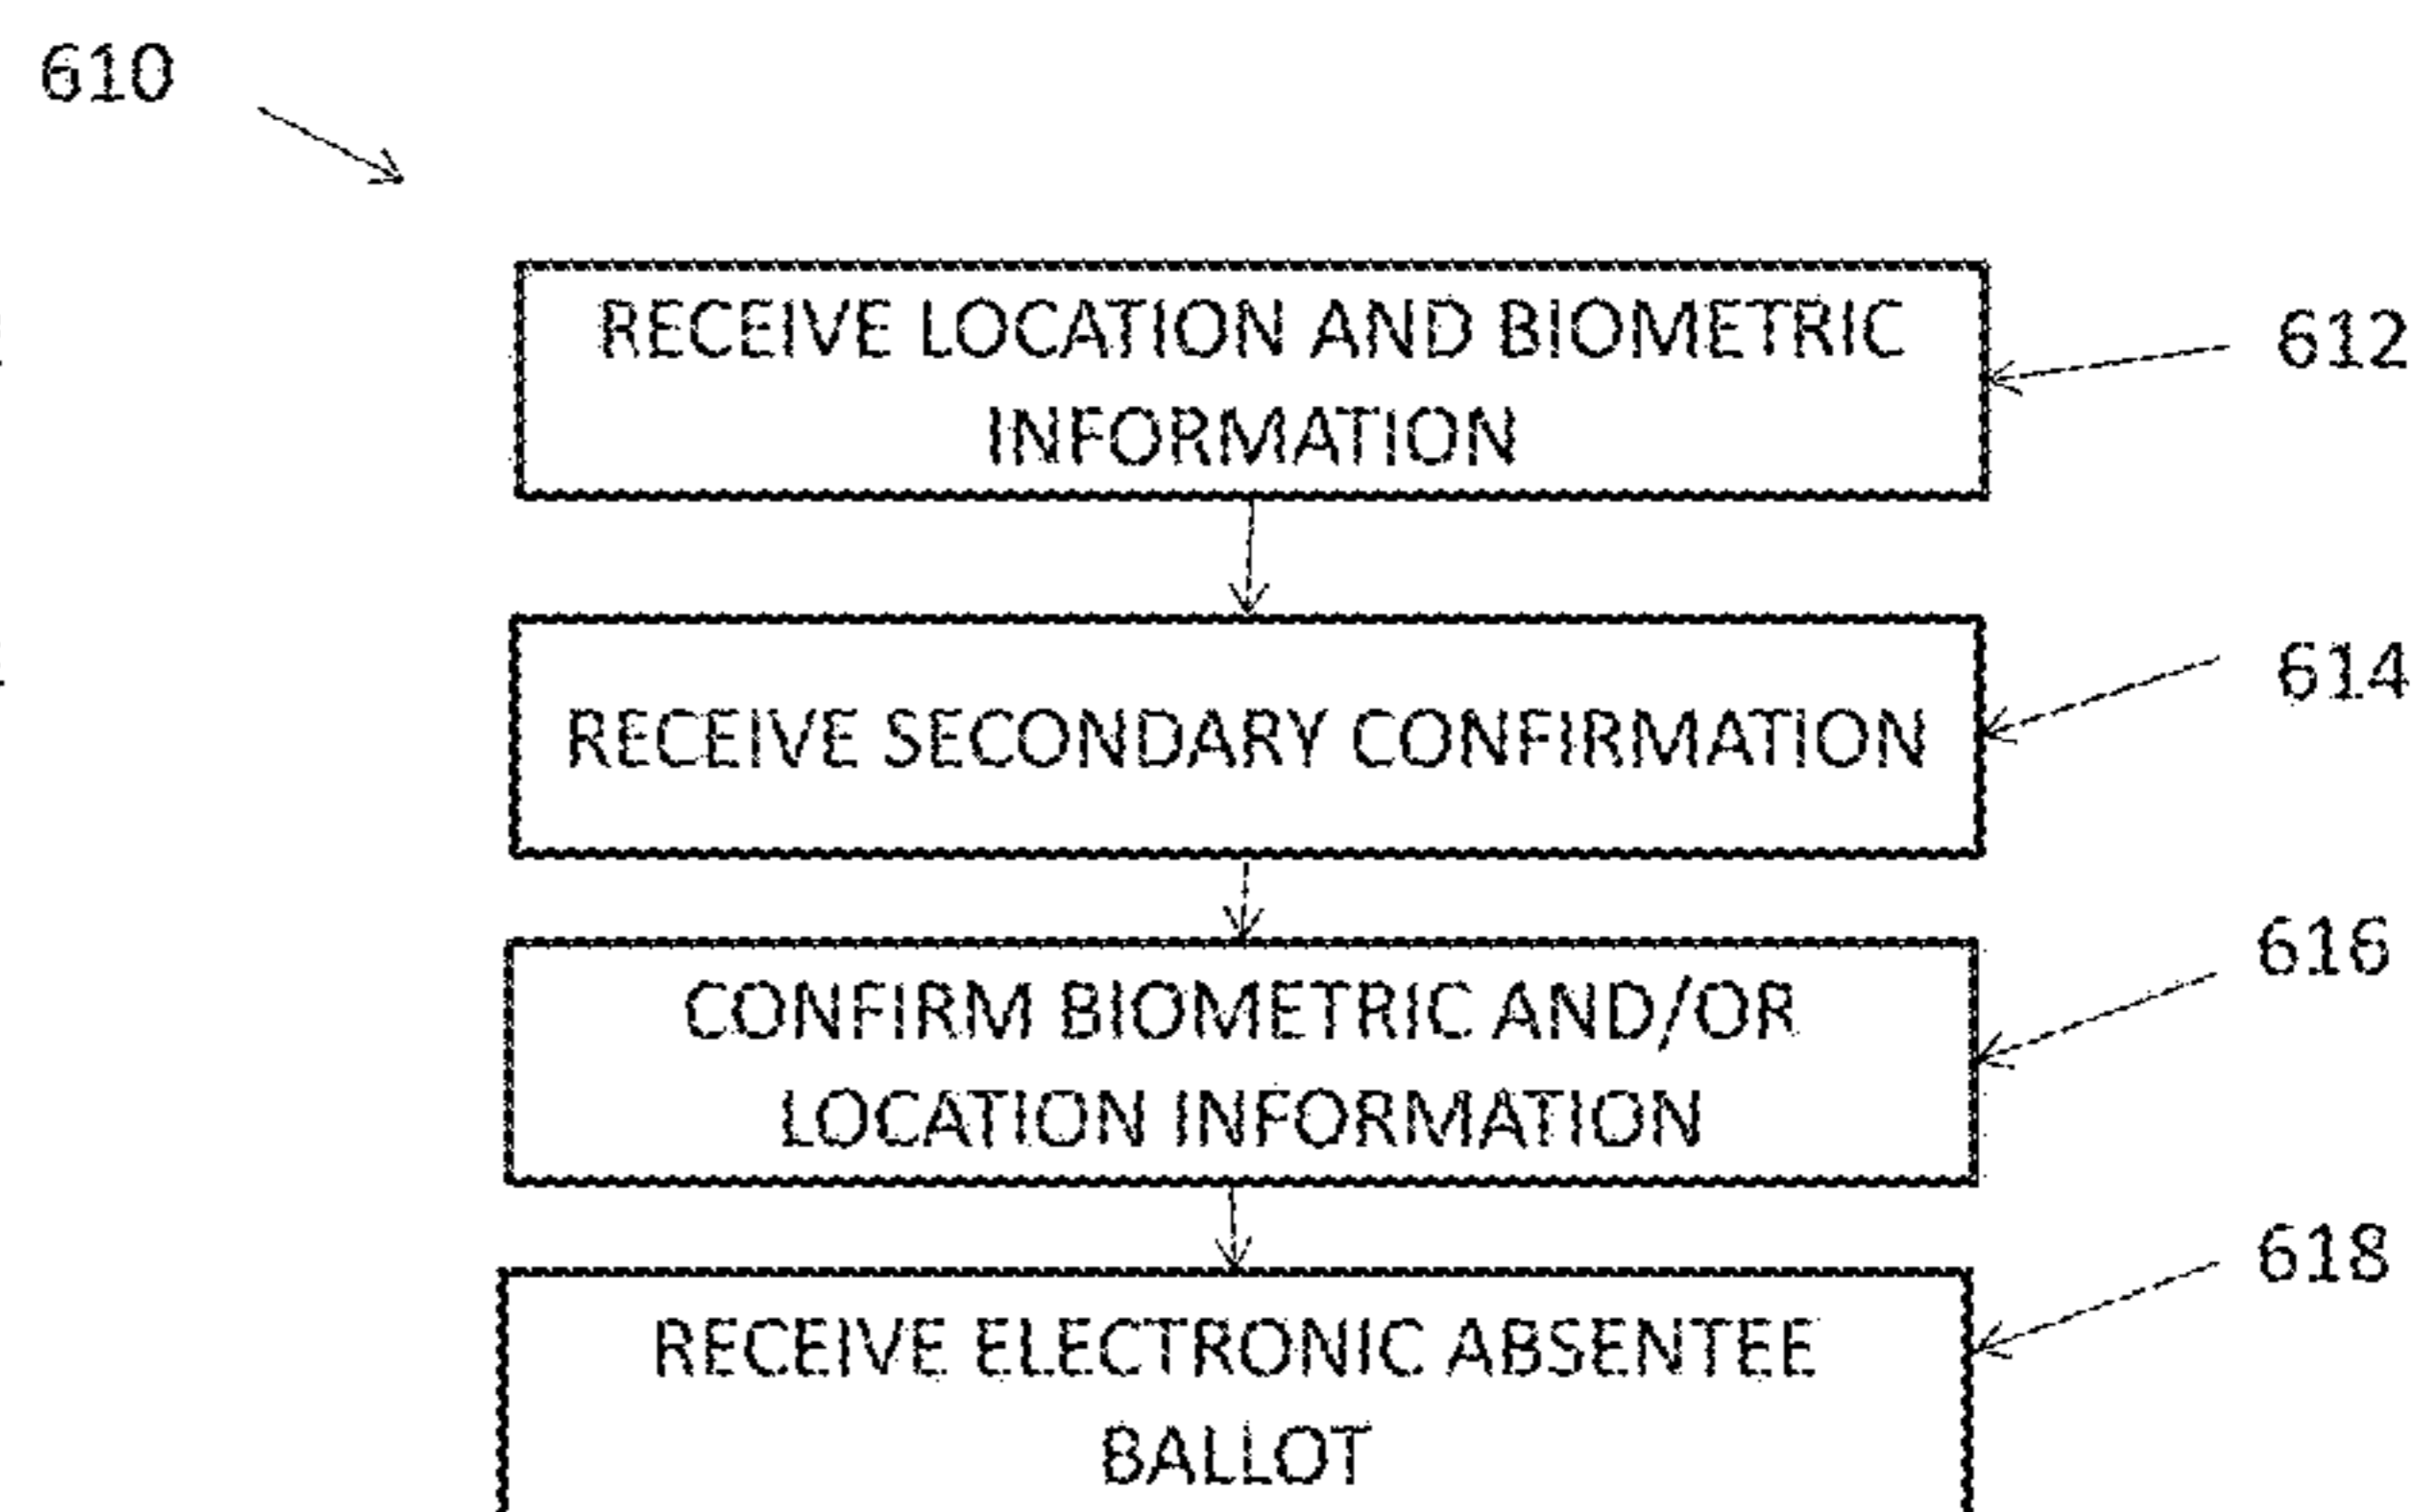 610
RECEIVE LOCATION AND BIOMETRIC
INFORMATION
612
RECEIVE SECONDARY CONFIRMATION
614
CONFIRM BIOMETRIC AND/OR
LOCATION INFORMATION
616
RECEIVE ELECTRONIC ABSENTEE
BALLOT
618